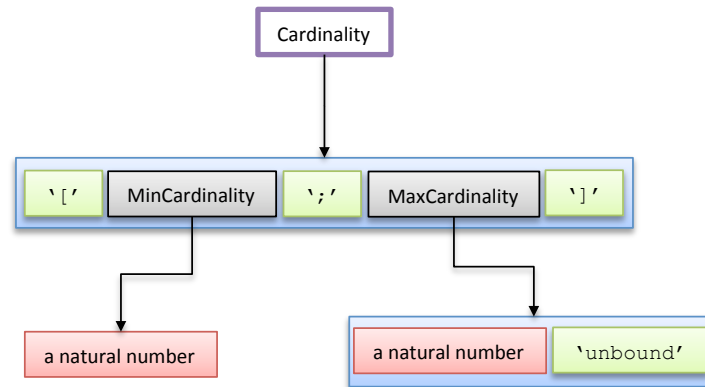 Cardinality
‘[’ MinCardinality ‘;’ MaxCardinality ‘]’
a natural number a natural number ‘unbound’